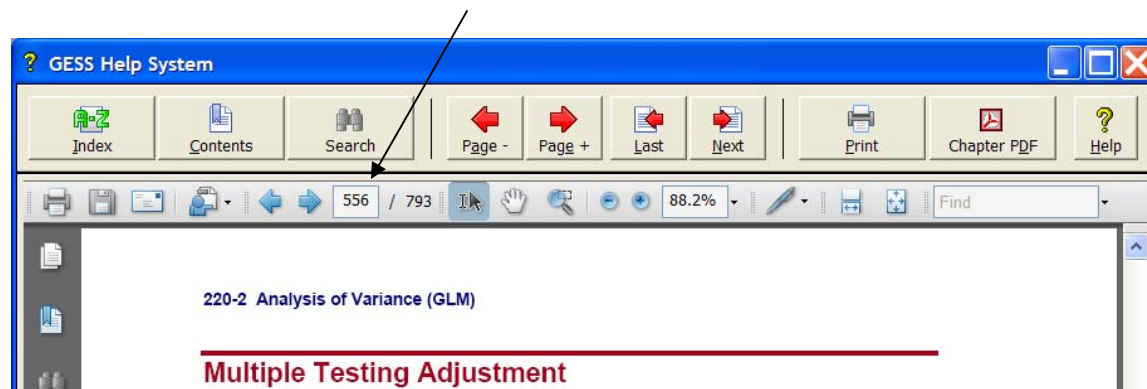 GESS Help System
Index Contents Search Page - Page + Last Next Print Chapter PDF Help
556 / 793 88.2% Find
220-2 Analysis of Variance (GLM)
Multiple Testing Adjustment